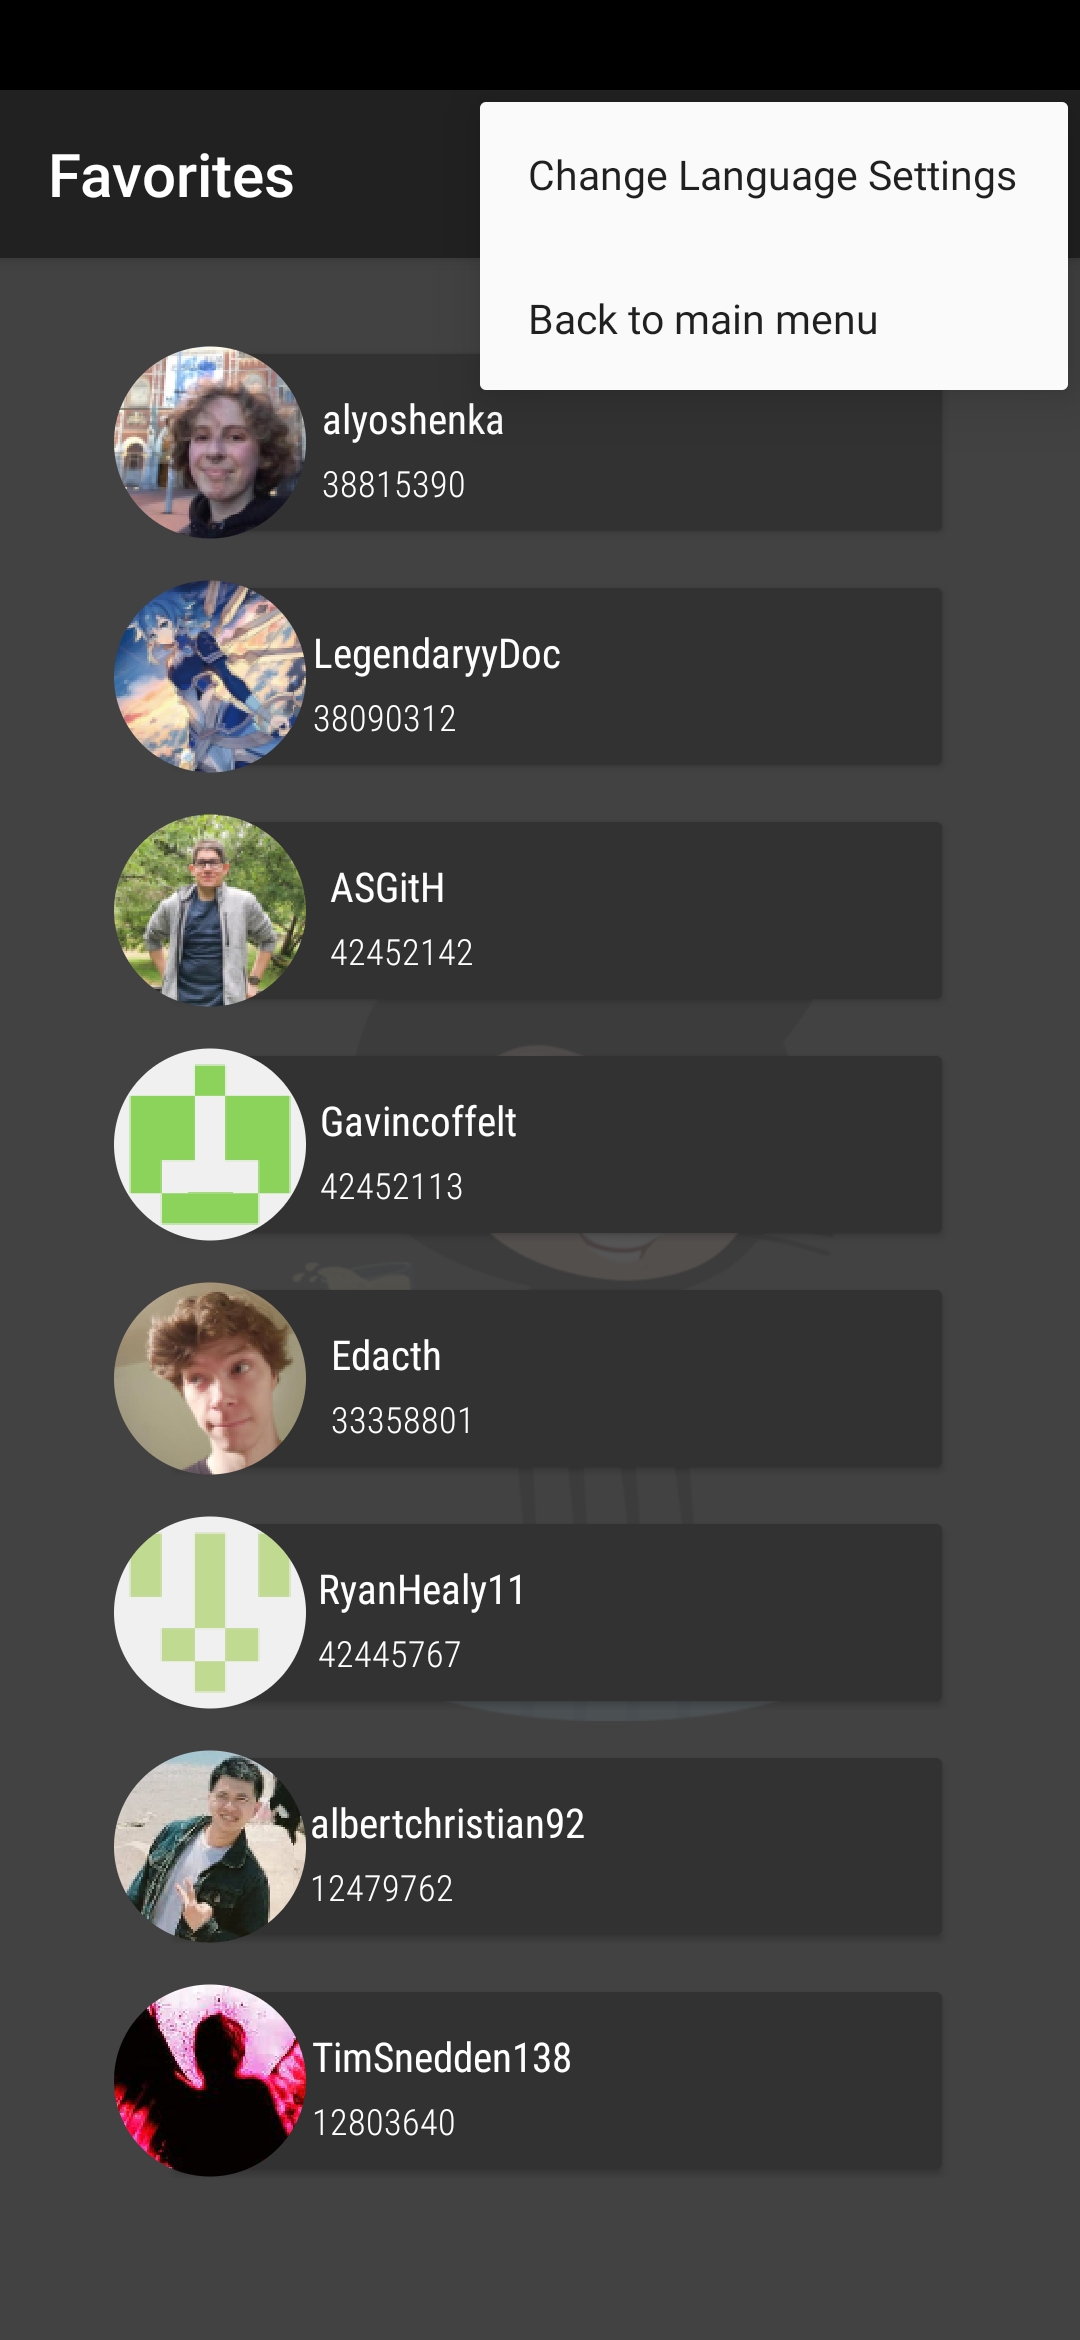 Favorites
Change Language Settings
Back to main menu
alyoshenka
38815390
LegendaryyDoc
38090312
ASGitH
42452142
Gavincoffelt
42452113
Edacth
33358801
RyanHealy11
42445767
albertchristian92
12479762
TimSnedden138
12803640